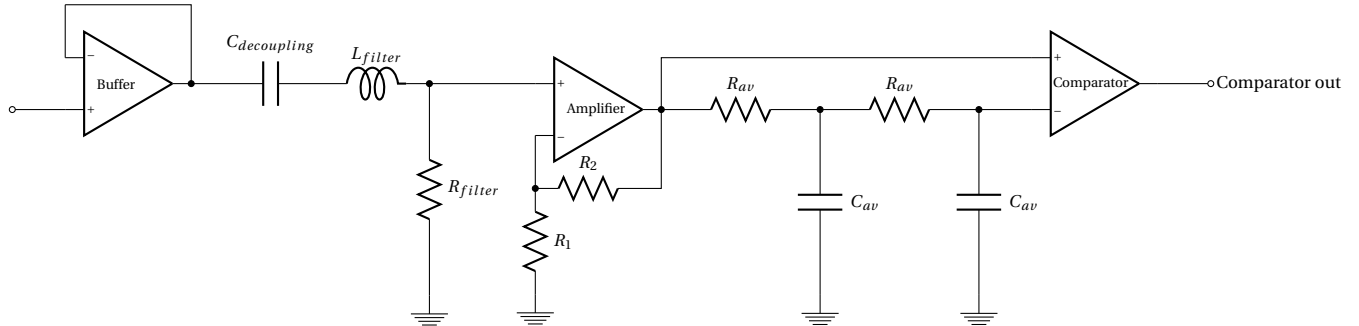 C_decoupling
L_filter
−
Buffer
+
R_filter
+
Amplifier
−
R_2
R_1
R_av
R_av
C_av
C_av
+
Comparator
−
Comparator out